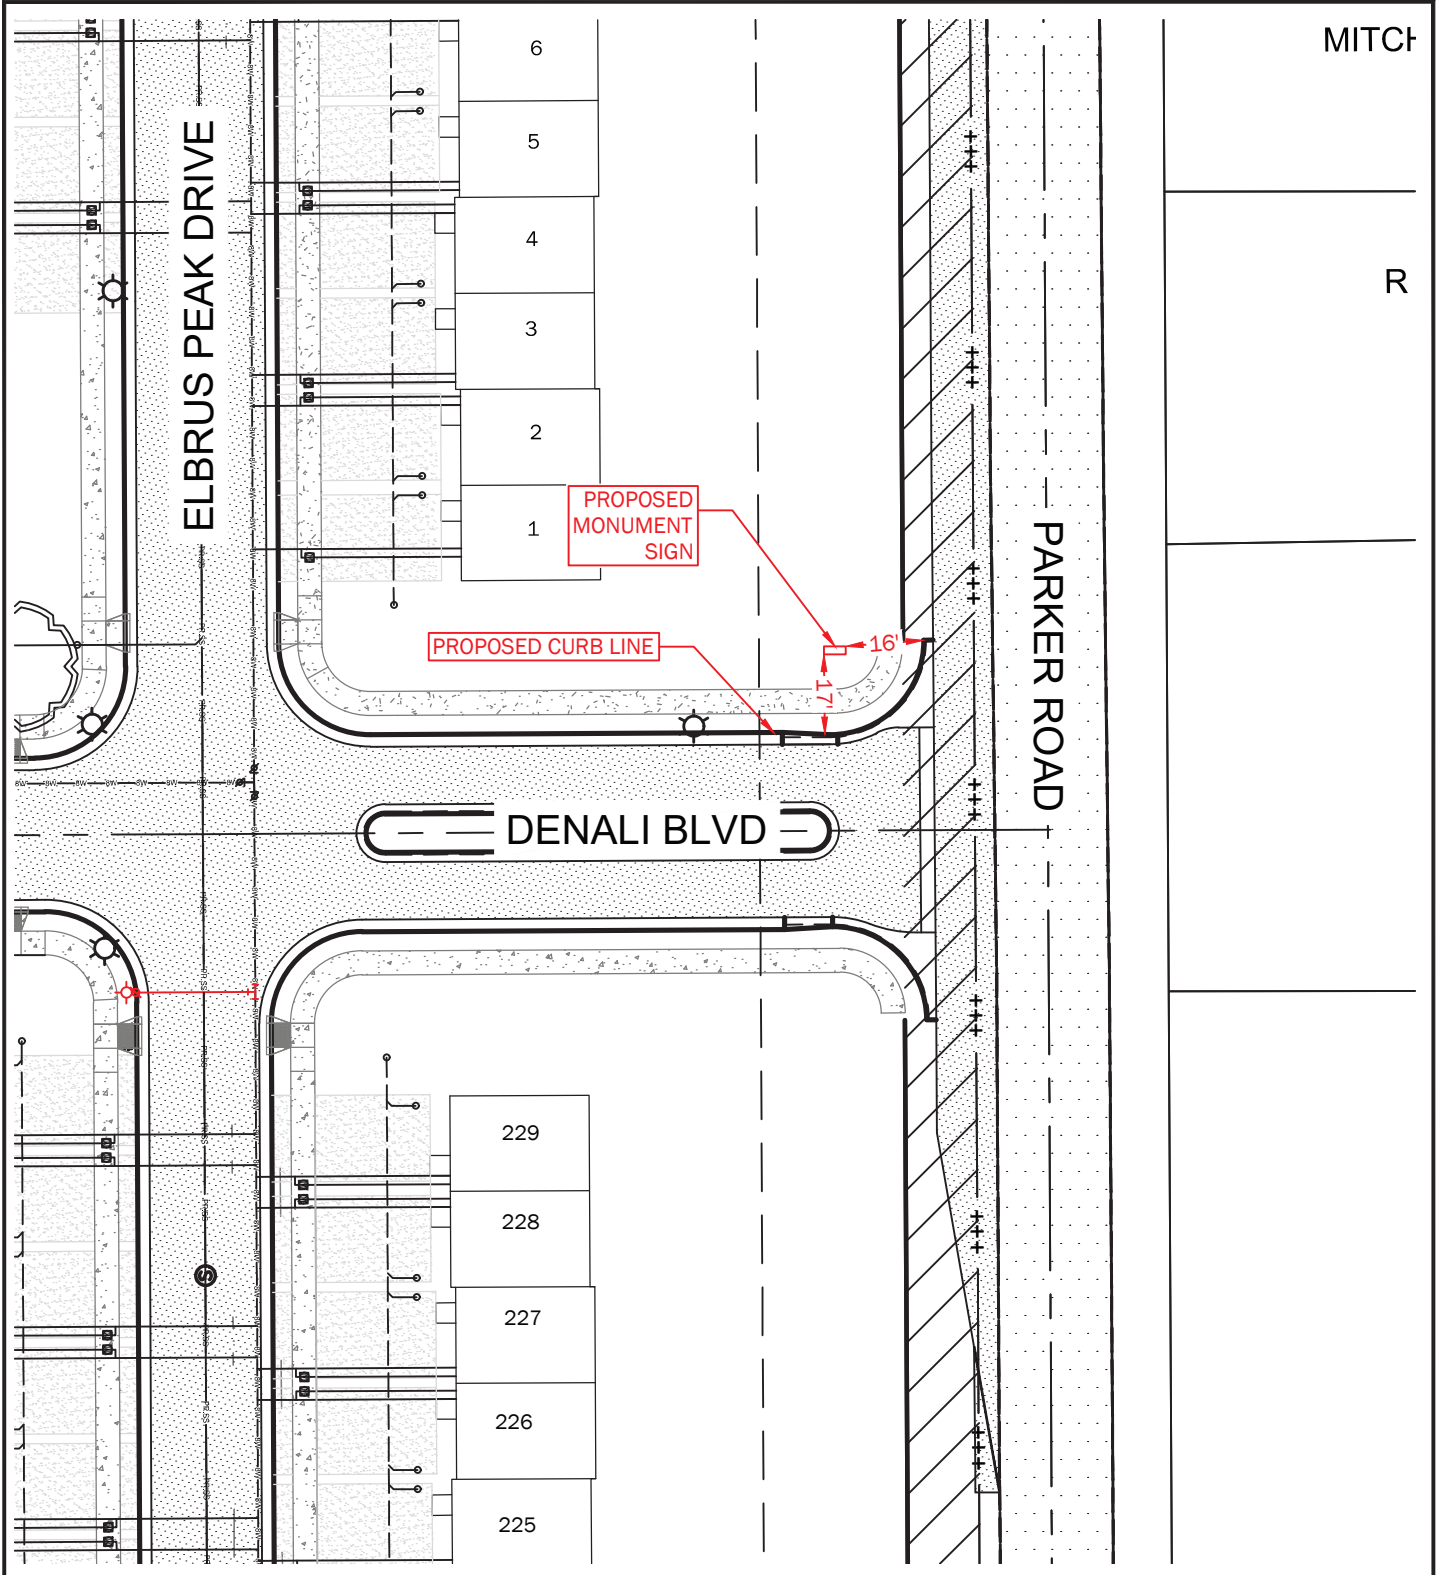 MITCH
6
5
ELBRUS PEAK DRIVE
4
R
3
2
PROPOSED
MONUMENT
SIGN
1
PARKER ROAD
PROPOSED CURB LINE
16'
17'
DENALI BLVD
229
228
S
227
226
225